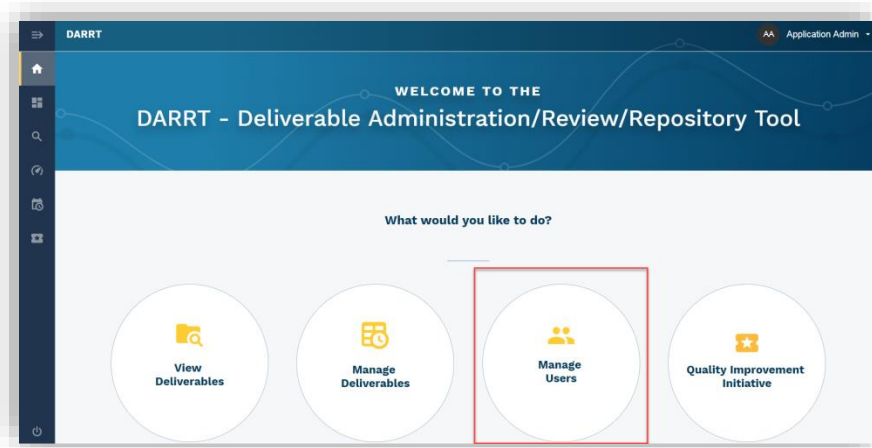 DARRT
AA Application Admin
WELCOME TO THE
DARRT - Deliverable Administration/Review/Repository Tool
What would you like to do?
View
Deliverables
Manage
Deliverables
Manage
Users
Quality Improvement
Initiative